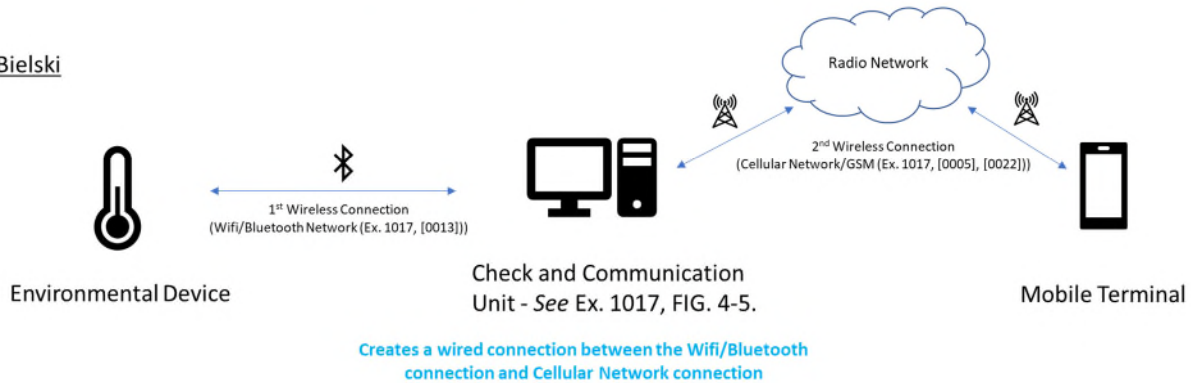 Bielski
Radio Network
2nd Wireless Connection
(Cellular Network/GSM (Ex. 1017, [0005], [0022]))
1st Wireless Connection
(Wifi/Bluetooth Network (Ex. 1017, [0013]))
Environmental Device
Check and Communication
Unit - See Ex. 1017, FIG. 4-5.
Mobile Terminal
Creates a wired connection between the Wifi/Bluetooth
connection and Cellular Network connection